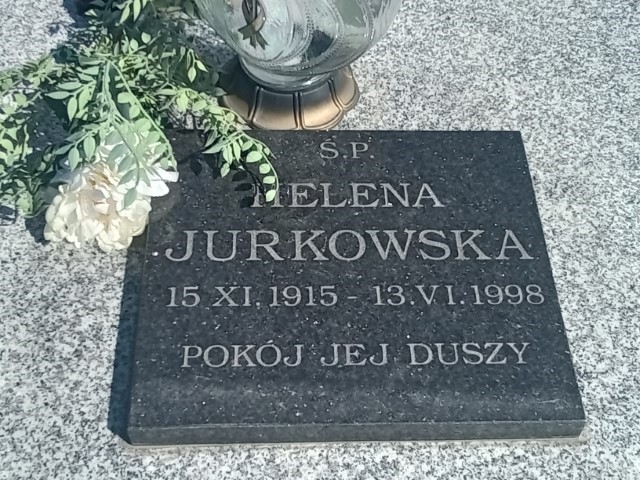 Ś.P.
HELENA
JURKOWSKA
15 XI.1915 - 13.VI.1998
POKÓJ JEJ DUSZY